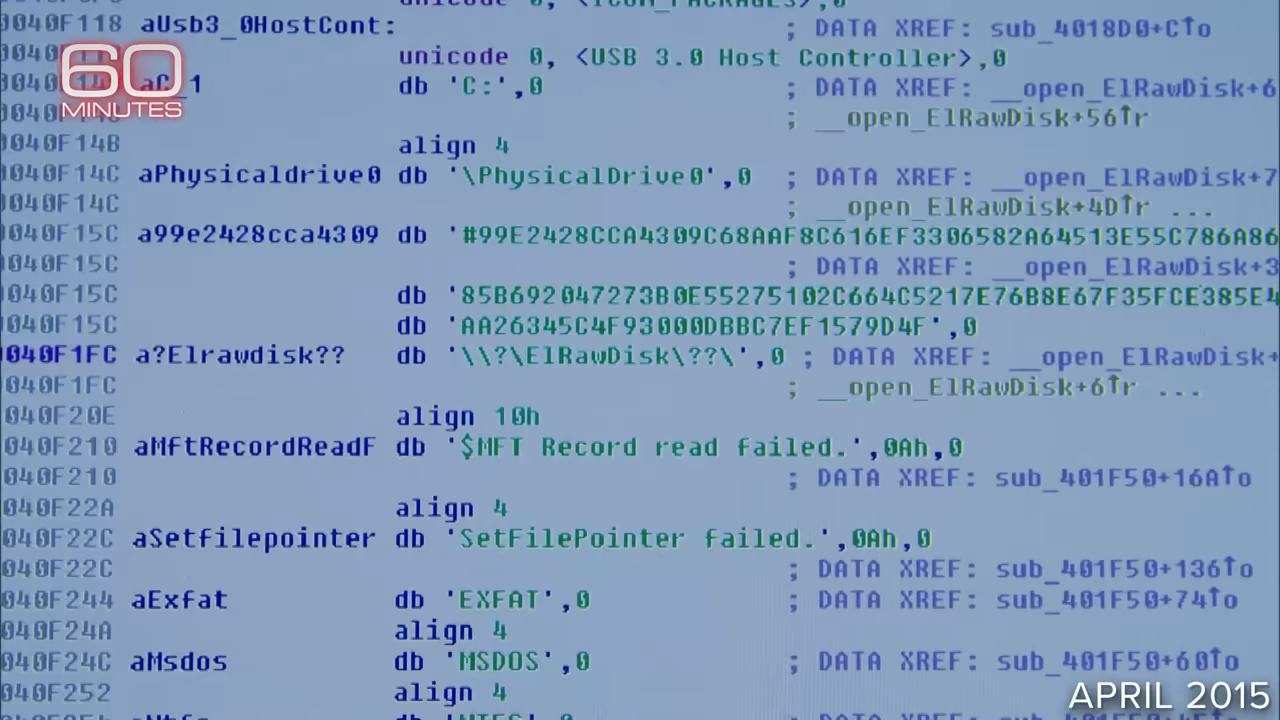 unicode 0, <ICOM_PACKAGES>,0
0040F118 aUsb3_0HostCont: ; DATA XREF: sub_4018D0+C↑o
unicode 0, <USB 3.0 Host Controller>,0
60 MINUTES
aC_1 db 'C:',0 ; DATA XREF: __open_ElRawDisk+6
; __open_ElRawDisk+56↑r
0040F14B align 4
0040F14C aPhysicaldrive0 db '\PhysicalDrive0',0 ; DATA XREF: __open_ElRawDisk+7
0040F14C ; __open_ElRawDisk+4D↑r ...
0040F15C a99e2428cca4309 db '#99E2428CCA4309C68AAF8C616EF3306582A64513E55C786A86
0040F15C ; DATA XREF: __open_ElRawDisk+3
0040F15C db '85B692047273B0E55275102C664C5217E76B8E67F35FCE385E4
0040F15C db 'AA26345C4F93000DBBC7EF1579D4F',0
040F1FC a?Elrawdisk?? db '\\?\ElRawDisk\??\',0 ; DATA XREF: __open_ElRawDisk+
040F1FC ; __open_ElRawDisk+6↑r ...
040F20E align 10h
040F210 aMftRecordReadF db '$MFT Record read failed.',0Ah,0
040F210 ; DATA XREF: sub_401F50+16A↑o
040F22A align 4
040F22C aSetfilepointer db 'SetFilePointer failed.',0Ah,0
040F22C ; DATA XREF: sub_401F50+136↑o
040F244 aExfat db 'EXFAT',0 ; DATA XREF: sub_401F50+74↑o
040F24A align 4
040F24C aMsdos db 'MSDOS',0 ; DATA XREF: sub_401F50+60↑o
040F252 align 4
APRIL 2015